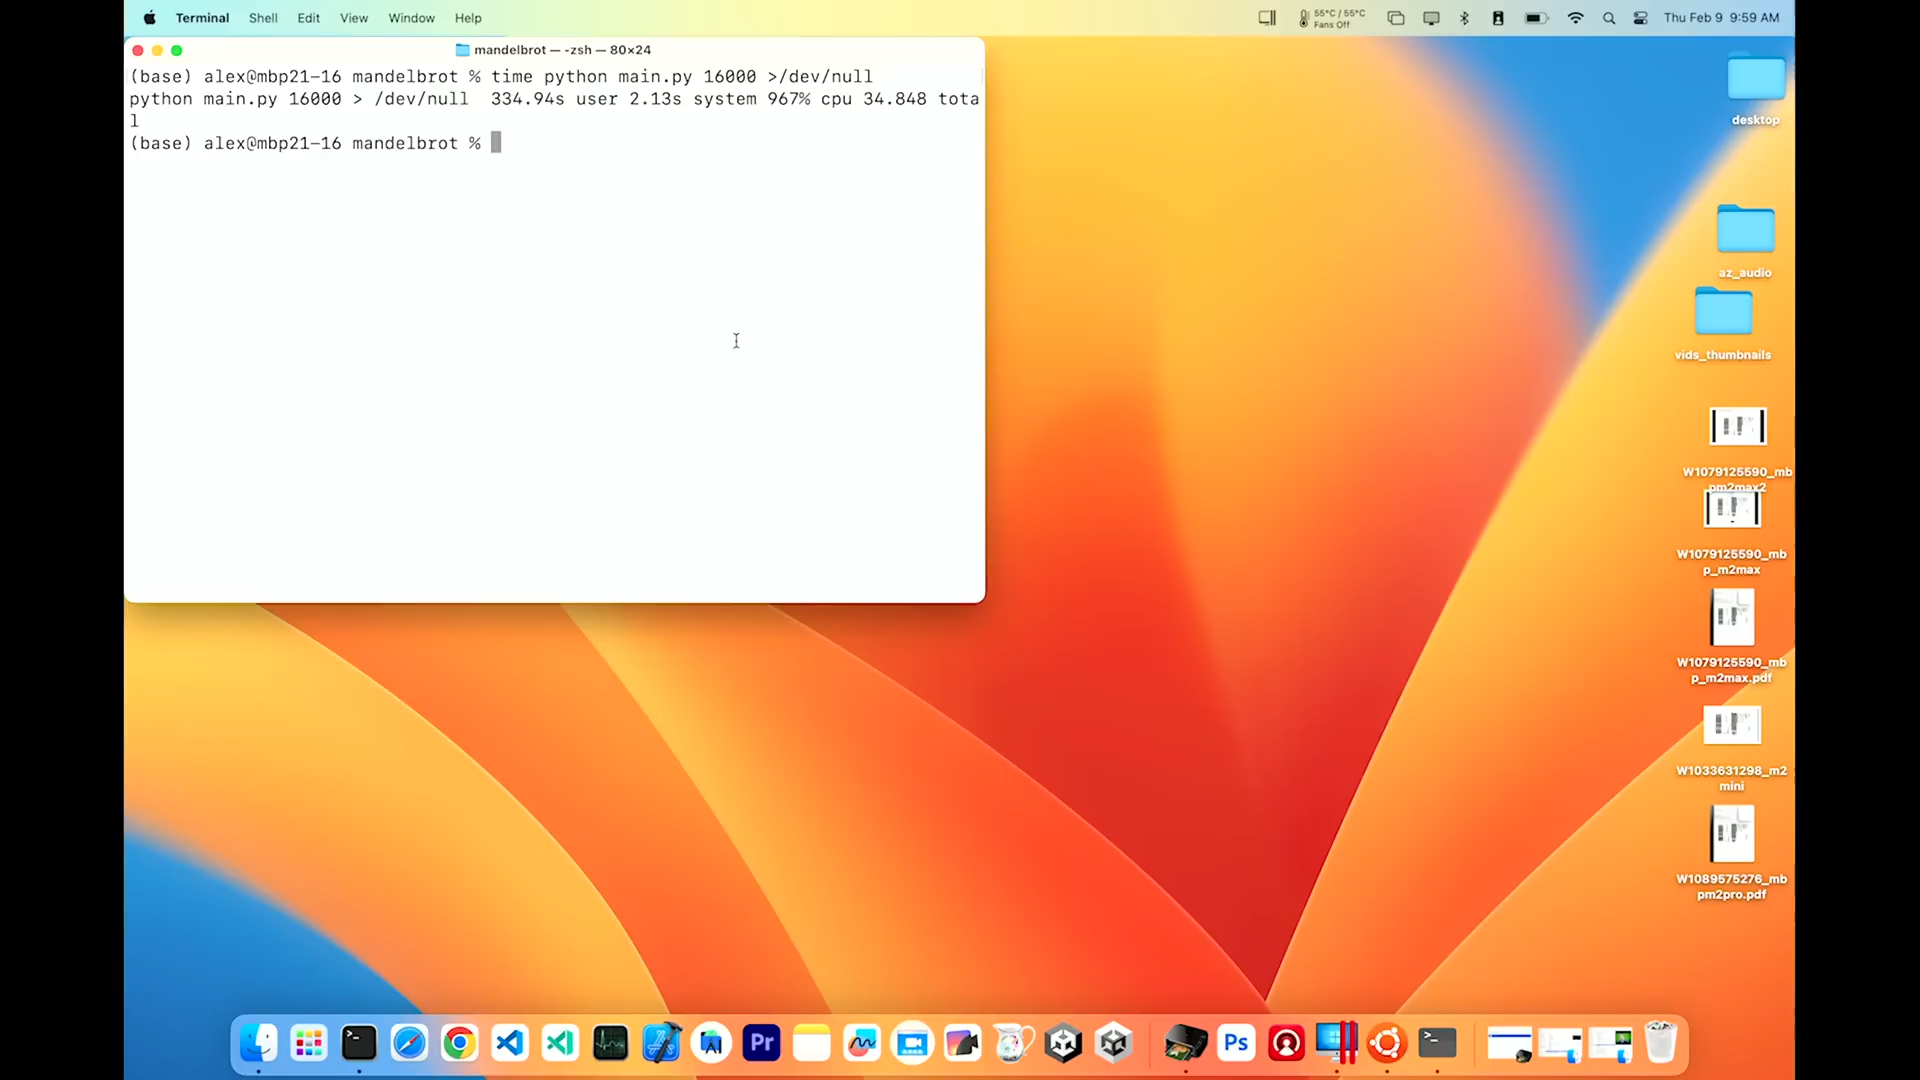 Terminal Shell Edit View Window Help
55°C / 55°C
Fans Off
Thu Feb 9 9:59 AM
mandelbrot — -zsh — 80×24
(base) alex@mbp21-16 mandelbrot % time python main.py 16000 >/dev/null
python main.py 16000 > /dev/null  334.94s user 2.13s system 967% cpu 34.848 tota
l
(base) alex@mbp21-16 mandelbrot %
desktop
az_audio
vids_thumbnails
W1079125590_mb
pm2max2
W1079125590_mb
p_m2max
W1079125590_mb
p_m2max.pdf
W1033631298_m2
mini
W1089575276_mb
pm2pro.pdf
Pr
Ps